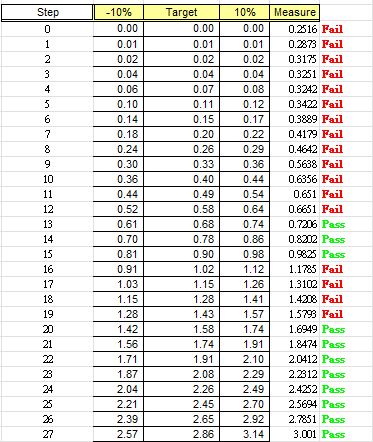 Step -10% Target 10% Measure
0 0.00 0.00 0.00 0.2516 Fail
1 0.01 0.01 0.01 0.2873 Fail
2 0.02 0.02 0.02 0.3175 Fail
3 0.04 0.04 0.04 0.3251 Fail
4 0.06 0.07 0.08 0.3242 Fail
5 0.10 0.11 0.12 0.3422 Fail
6 0.14 0.15 0.17 0.3889 Fail
7 0.18 0.20 0.22 0.4179 Fail
8 0.24 0.26 0.29 0.4642 Fail
9 0.30 0.33 0.36 0.5638 Fail
10 0.36 0.40 0.44 0.6356 Fail
11 0.44 0.49 0.54 0.651 Fail
12 0.52 0.58 0.64 0.6651 Fail
13 0.61 0.68 0.74 0.7206 Pass
14 0.70 0.78 0.86 0.8202 Pass
15 0.81 0.90 0.98 0.9825 Pass
16 0.91 1.02 1.12 1.1785 Fail
17 1.03 1.15 1.26 1.3102 Fail
18 1.15 1.28 1.41 1.4208 Fail
19 1.28 1.43 1.57 1.5793 Fail
20 1.42 1.58 1.74 1.6949 Pass
21 1.56 1.74 1.91 1.8474 Pass
22 1.71 1.91 2.10 2.0412 Pass
23 1.87 2.08 2.29 2.2312 Pass
24 2.04 2.26 2.49 2.4252 Pass
25 2.21 2.45 2.70 2.5694 Pass
26 2.39 2.65 2.92 2.7851 Pass
27 2.57 2.86 3.14 3.001 Pass